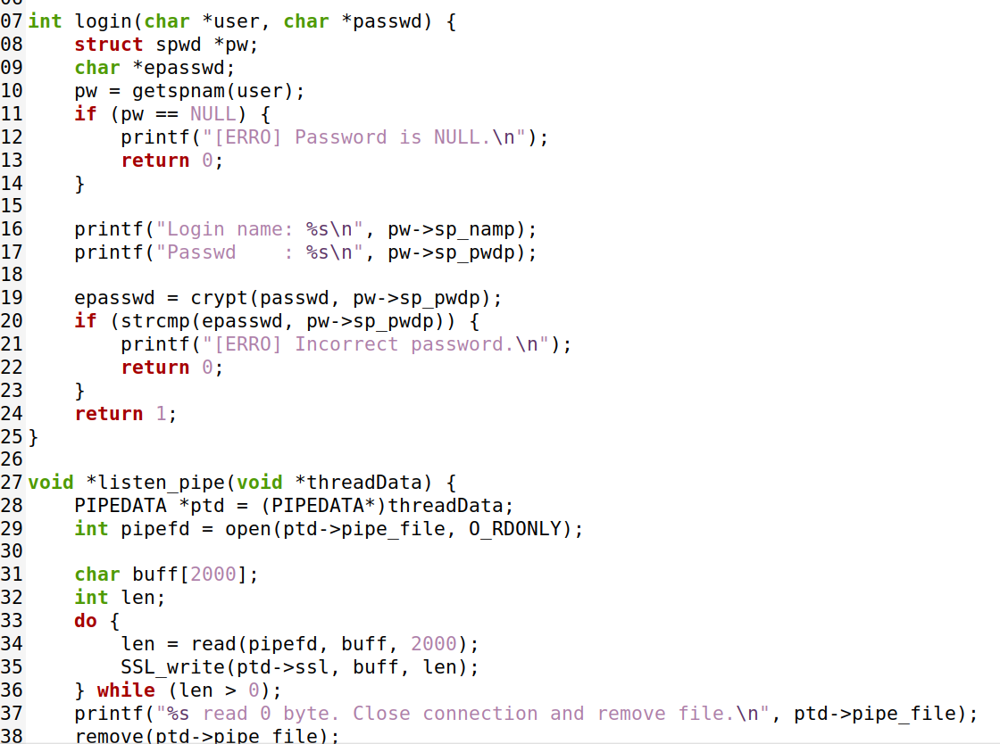 06
07 int login(char *user, char *passwd) {
08     struct spwd *pw;
09     char *epasswd;
10     pw = getspnam(user);
11     if (pw == NULL) {
12         printf("[ERRO] Password is NULL.\n");
13         return 0;
14     }
15
16     printf("Login name: %s\n", pw->sp_namp);
17     printf("Passwd    : %s\n", pw->sp_pwdp);
18
19     epasswd = crypt(passwd, pw->sp_pwdp);
20     if (strcmp(epasswd, pw->sp_pwdp)) {
21         printf("[ERRO] Incorrect password.\n");
22         return 0;
23     }
24     return 1;
25 }
26
27 void *listen_pipe(void *threadData) {
28     PIPEDATA *ptd = (PIPEDATA*)threadData;
29     int pipefd = open(ptd->pipe_file, O_RDONLY);
30
31     char buff[2000];
32     int len;
33     do {
34         len = read(pipefd, buff, 2000);
35         SSL_write(ptd->ssl, buff, len);
36     } while (len > 0);
37     printf("%s read 0 byte. Close connection and remove file.\n", ptd->pipe_file);
38     remove(ptd->pipe_file);